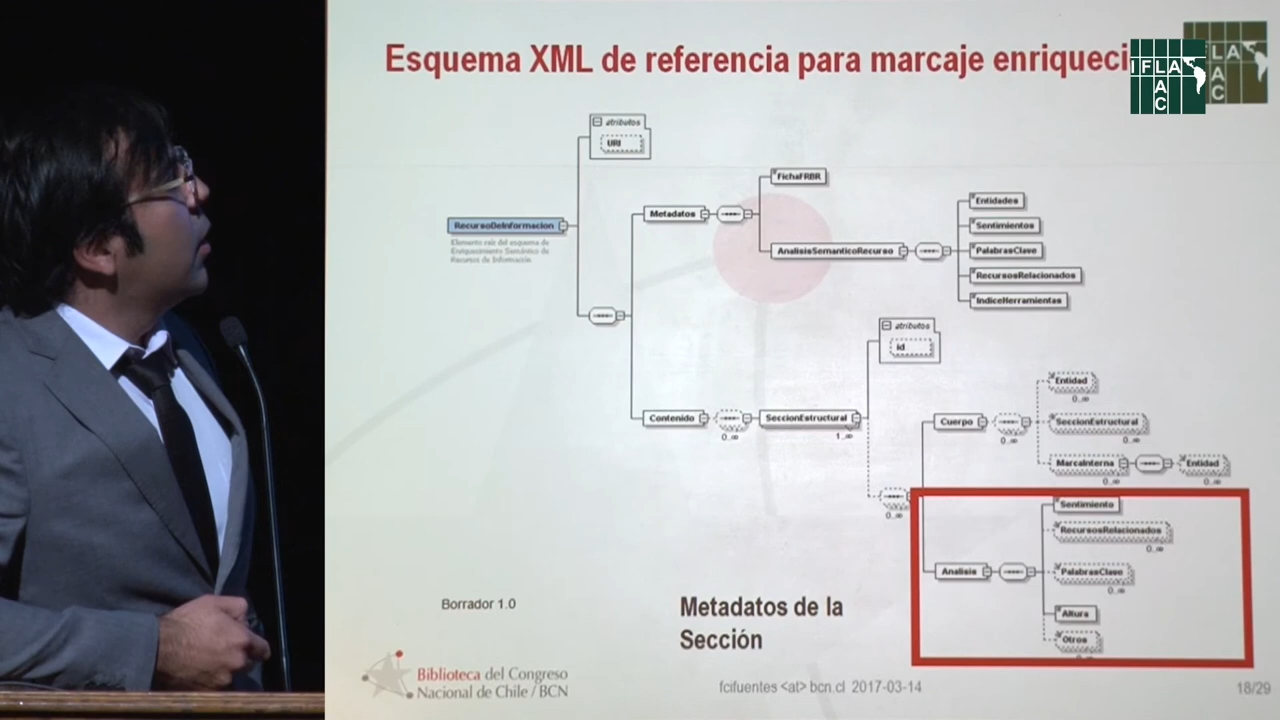 Esquema XML de referencia para marcaje enriqueci
IFLA
LAC
LA
AC
atributos
URI
FichaFRBR
RecursoDeInformacion
Elemento raíz del esquema de
Enriquecimiento Semántico de
Recursos de Información
Metadatos
AnalisisSemanticoRecurso
Entidades
Sentimientos
PalabrasClave
RecursosRelacionados
IndiceHerramientas
atributos
id
Contenido
0..∞
SeccionEstructural
1..∞
0..∞
Cuerpo
0..∞
Entidad
0..∞
SeccionEstructural
0..∞
MarcaInterna
0..∞
Entidad
0..∞
Analisis
Sentimiento
RecursosRelacionados
0..∞
PalabrasClave
0..∞
Altura
Otros
Borrador 1.0
Metadatos de la
Sección
Biblioteca del Congreso
Nacional de Chile / BCN
fcifuentes <at> bcn.cl 2017-03-14
18/29